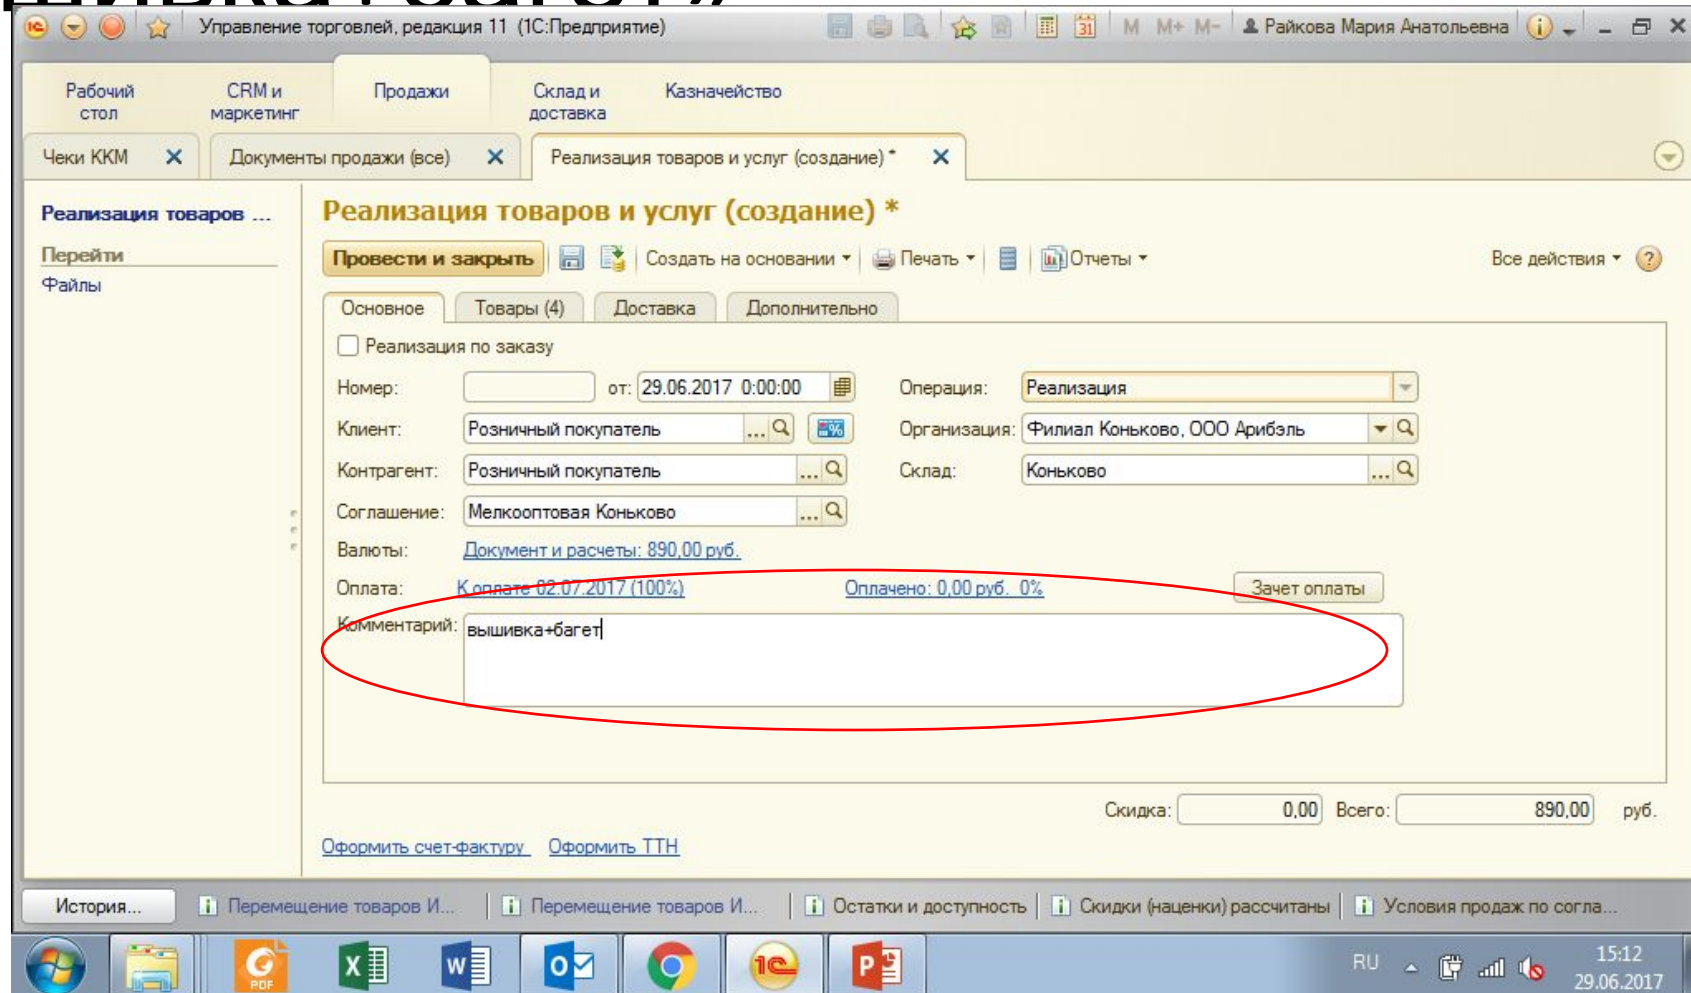 шивка+багет»
Управление торговлей, редакция 11 (1С:Предприятие)
31 M M+ M- Райкова Мария Анатольевна
Рабочий стол
CRM и маркетинг
Продажи
Склад и доставка
Казначейство
Чеки ККМ
Документы продажи (все)
Реализация товаров и услуг (создание) *
Реализация товаров ...
Перейти
Файлы
Реализация товаров и услуг (создание) *
Провести и закрыть Создать на основании Печать Отчеты Все действия
Основное Товары (4) Доставка Дополнительно
Реализация по заказу
Номер: от: 29.06.2017 0:00:00 Операция: Реализация
Клиент: Розничный покупатель ... Организация: Филиал Коньково, ООО Арибэль
Контрагент: Розничный покупатель ... Склад: Коньково ...
Соглашение: Мелкооптовая Коньково ...
Валюты: Документ и расчеты: 890,00 руб.
Оплата: К оплате 02.07.2017 (100%) Оплачено: 0,00 руб. 0% Зачет оплаты
Комментарий: вышивка+багет
Скидка: 0,00 Всего: 890,00 руб.
Оформить счет-фактуру Оформить ТТН
История... Перемещение товаров И... Перемещение товаров И... Остатки и доступность Скидки (наценки) рассчитаны Условия продаж по согла...
RU 15:12
29.06.2017